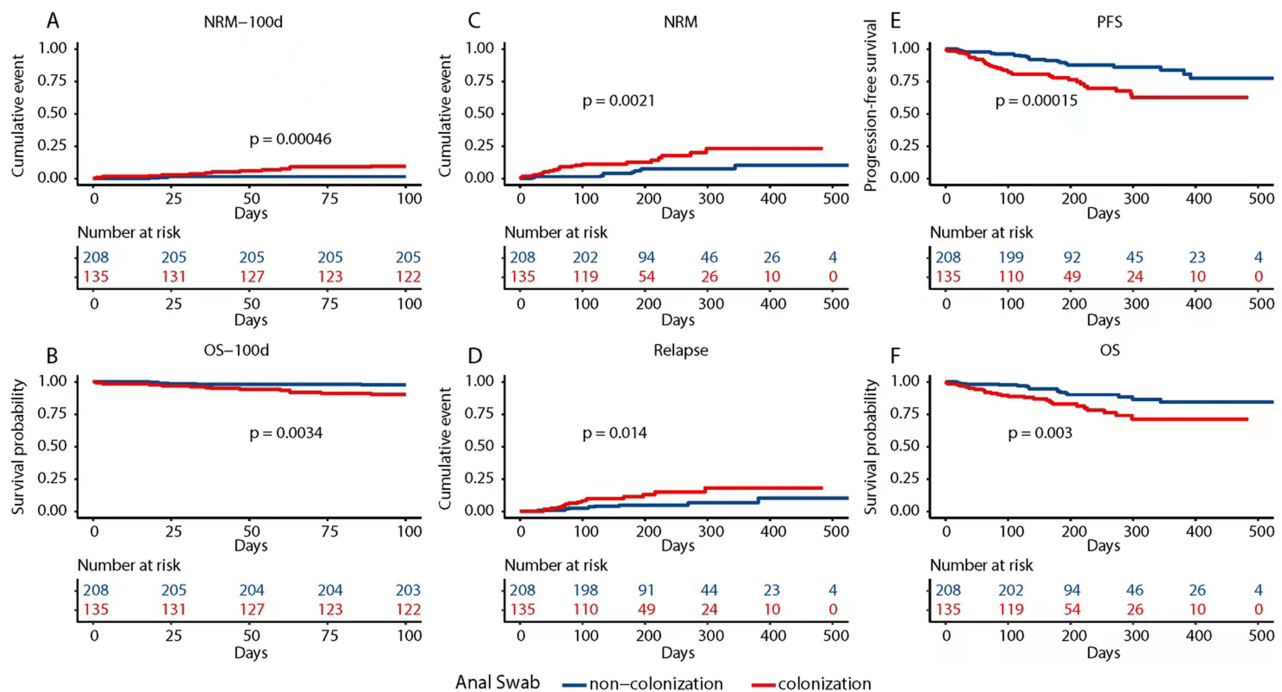 A
NRM−100d
Cumulative event
1.00
0.75
0.50
0.25
0.00
p = 0.00046
0 25 50 75 100
Days
Number at risk
208 205 205 205 205
135 131 127 123 122
0 25 50 75 100
Days
C
NRM
Cumulative event
1.00
0.75
0.50
0.25
0.00
p = 0.0021
0 100 200 300 400 500
Days
Number at risk
208 202 94 46 26 4
135 119 54 26 10 0
0 100 200 300 400 500
Days
E
PFS
Progression-free survival
1.00
0.75
0.50
0.25
0.00
p = 0.00015
0 100 200 300 400 500
Days
Number at risk
208 199 92 45 23 4
135 110 49 24 10 0
0 100 200 300 400 500
Days
B
OS−100d
Survival probability
1.00
0.75
0.50
0.25
0.00
p = 0.0034
0 25 50 75 100
Days
Number at risk
208 205 204 204 203
135 131 127 123 122
0 25 50 75 100
Days
D
Relapse
Cumulative event
1.00
0.75
0.50
0.25
0.00
p = 0.014
0 100 200 300 400 500
Days
Number at risk
208 198 91 44 23 4
135 110 49 24 10 0
0 100 200 300 400 500
Days
F
OS
Survival probability
1.00
0.75
0.50
0.25
0.00
p = 0.003
0 100 200 300 400 500
Days
Number at risk
208 202 94 46 26 4
135 119 54 26 10 0
0 100 200 300 400 500
Days
Anal Swab non−colonization colonization